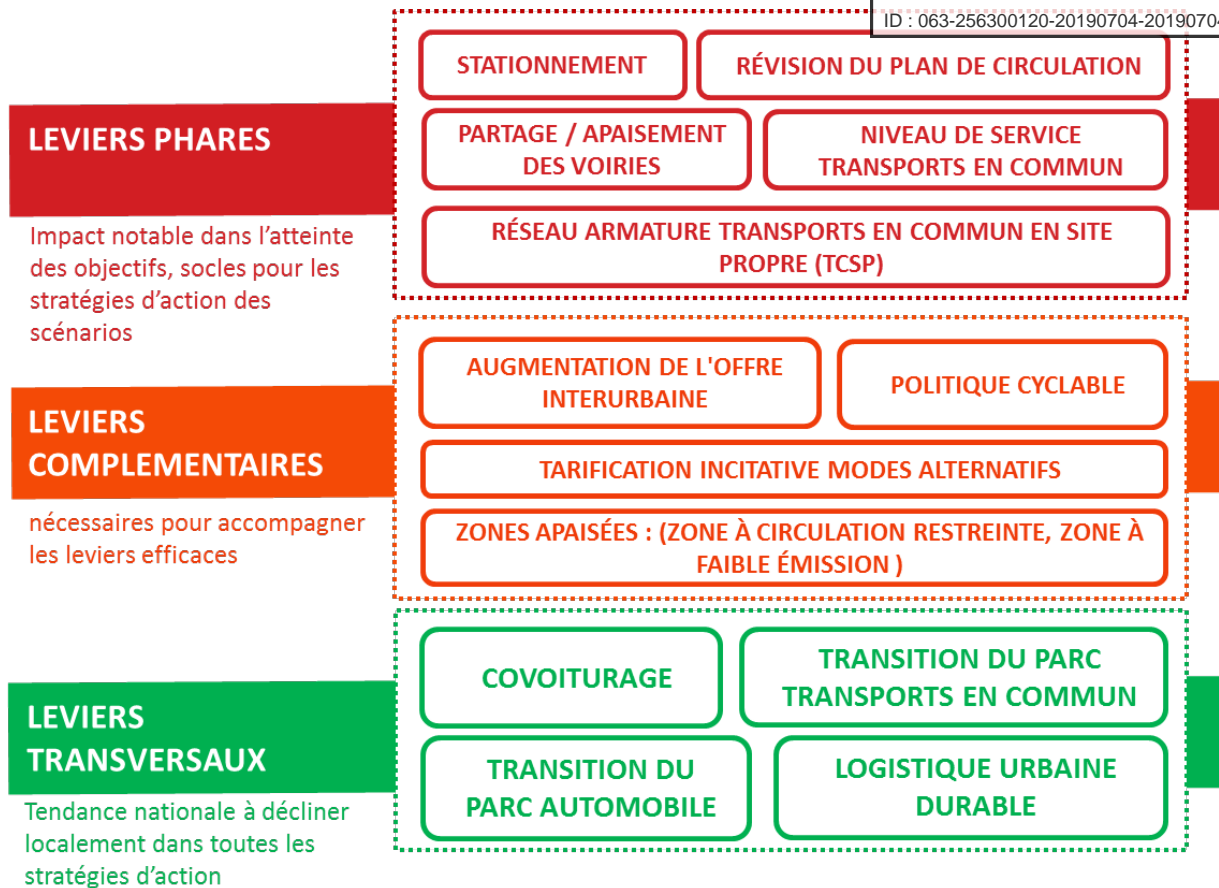 ID : 063-256300120-20190704-20190704
STATIONNEMENT
RÉVISION DU PLAN DE CIRCULATION
LEVIERS PHARES
PARTAGE / APAISEMENT
DES VOIRIES
NIVEAU DE SERVICE
TRANSPORTS EN COMMUN
RÉSEAU ARMATURE TRANSPORTS EN COMMUN EN SITE
PROPRE (TCSP)
Impact notable dans l'atteinte
des objectifs, socles pour les
stratégies d'action des
scénarios
AUGMENTATION DE L'OFFRE
INTERURBAINE
POLITIQUE CYCLABLE
LEVIERS
COMPLEMENTAIRES
TARIFICATION INCITATIVE MODES ALTERNATIFS
nécessaires pour accompagner
les leviers efficaces
ZONES APAISÉES : (ZONE À CIRCULATION RESTREINTE, ZONE À
FAIBLE ÉMISSION )
COVOITURAGE
TRANSITION DU PARC
TRANSPORTS EN COMMUN
LEVIERS
TRANSVERSAUX
TRANSITION DU
PARC AUTOMOBILE
LOGISTIQUE URBAINE
DURABLE
Tendance nationale à décliner
localement dans toutes les
stratégies d'action